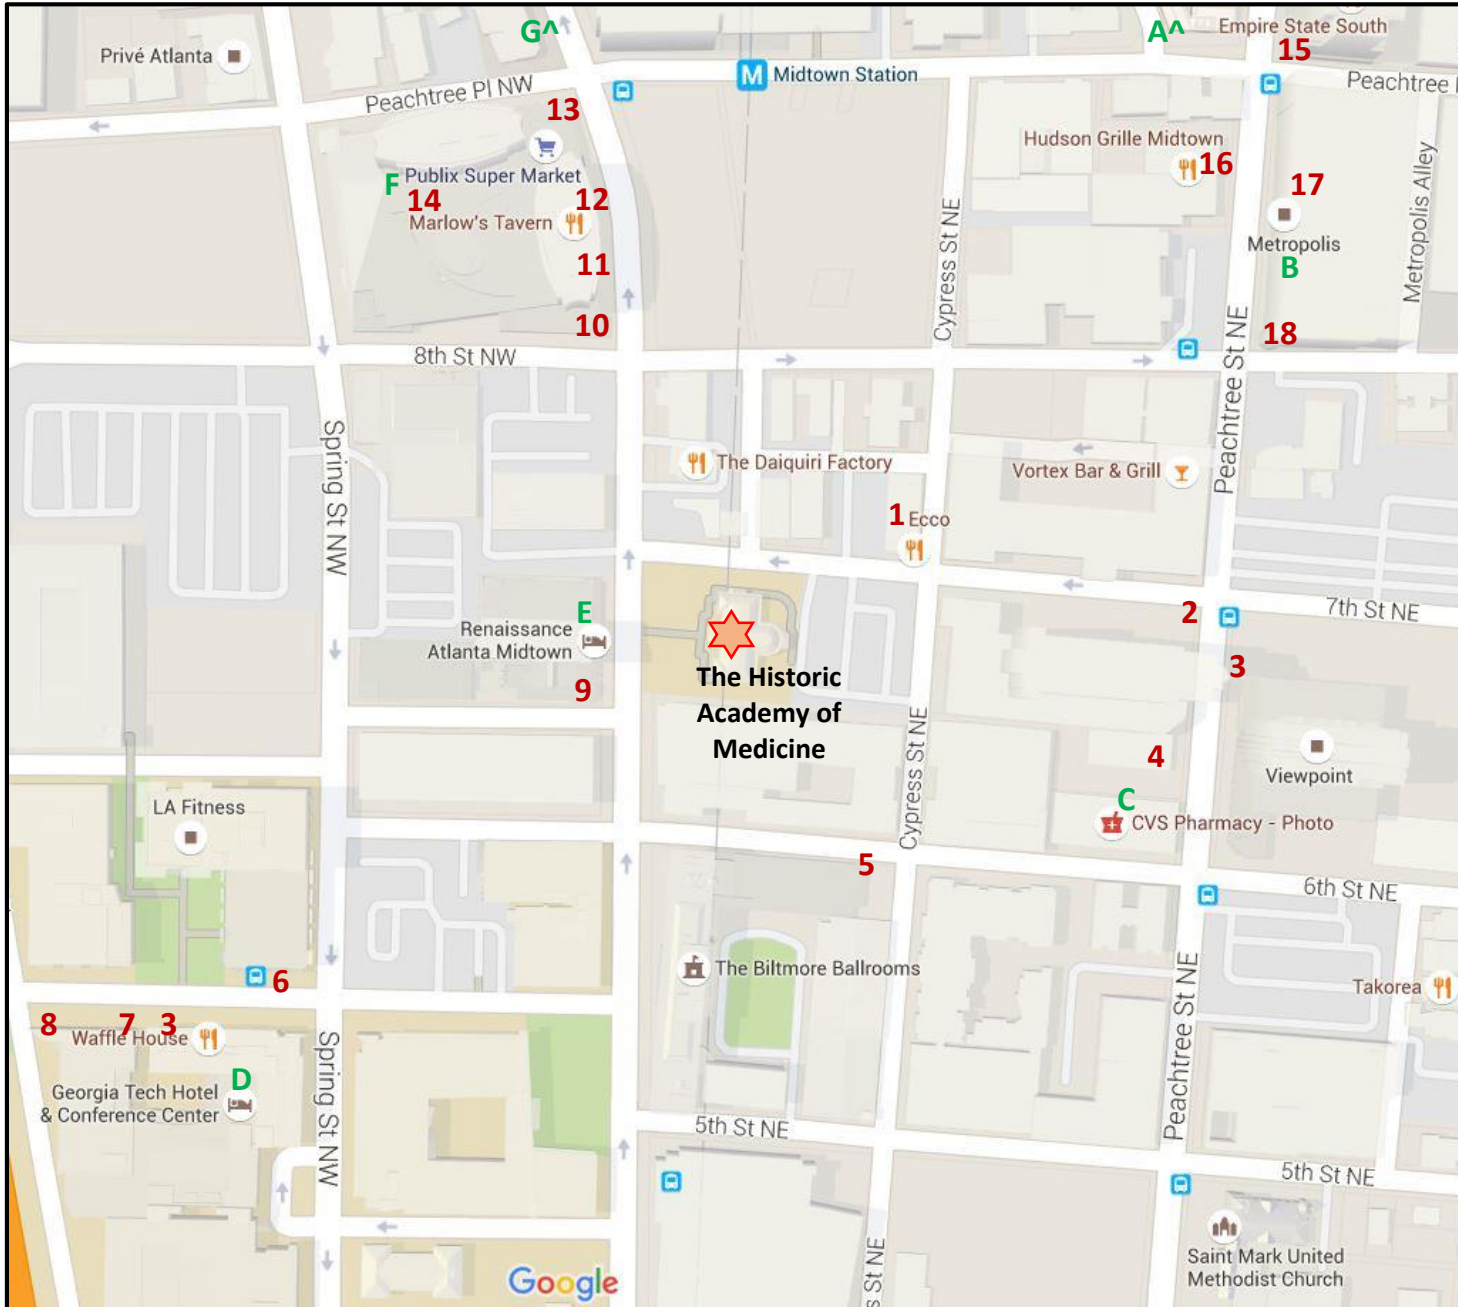 G^
A^
Empire State South
15
Privé Atlanta
M Midtown Station
Peachtree Pl NW
Peachtree
13
Hudson Grille Midtown
16
Publix Super Market
F
14
12
17
Marlow's Tavern
Metropolis
B
Metropolis Alley
11
Cypress St NE
10
18
8th St NW
Peachtree St NE
Spring St NW
The Daiquiri Factory
Vortex Bar & Grill
1 Ecco
2
7th St NE
E
Renaissance
Atlanta Midtown
3
9
The Historic
Academy of
Medicine
Cypress St NE
4
Viewpoint
C
CVS Pharmacy - Photo
LA Fitness
5
6th St NE
The Biltmore Ballrooms
6
Takorea
8
7
3
Waffle House
Spring St NW
Peachtree St NE
D
Georgia Tech Hotel
& Conference Center
5th St NE
5th St NE
Saint Mark United
Methodist Church
Google
s St NE